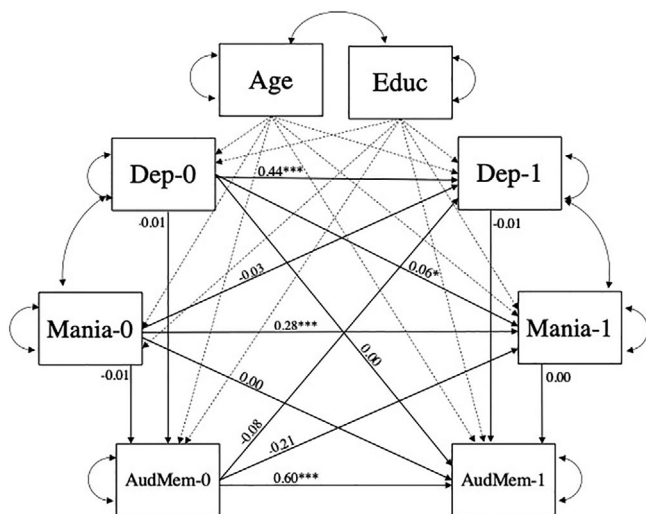 Age
Educ
Dep-0
Dep-1
0.44***
-0.01
-0.01
-0.03
0.06*
Mania-0
Mania-1
0.28***
-0.01
0.00
0.00
0.00
-0.08
-0.21
AudMem-0
AudMem-1
0.60***